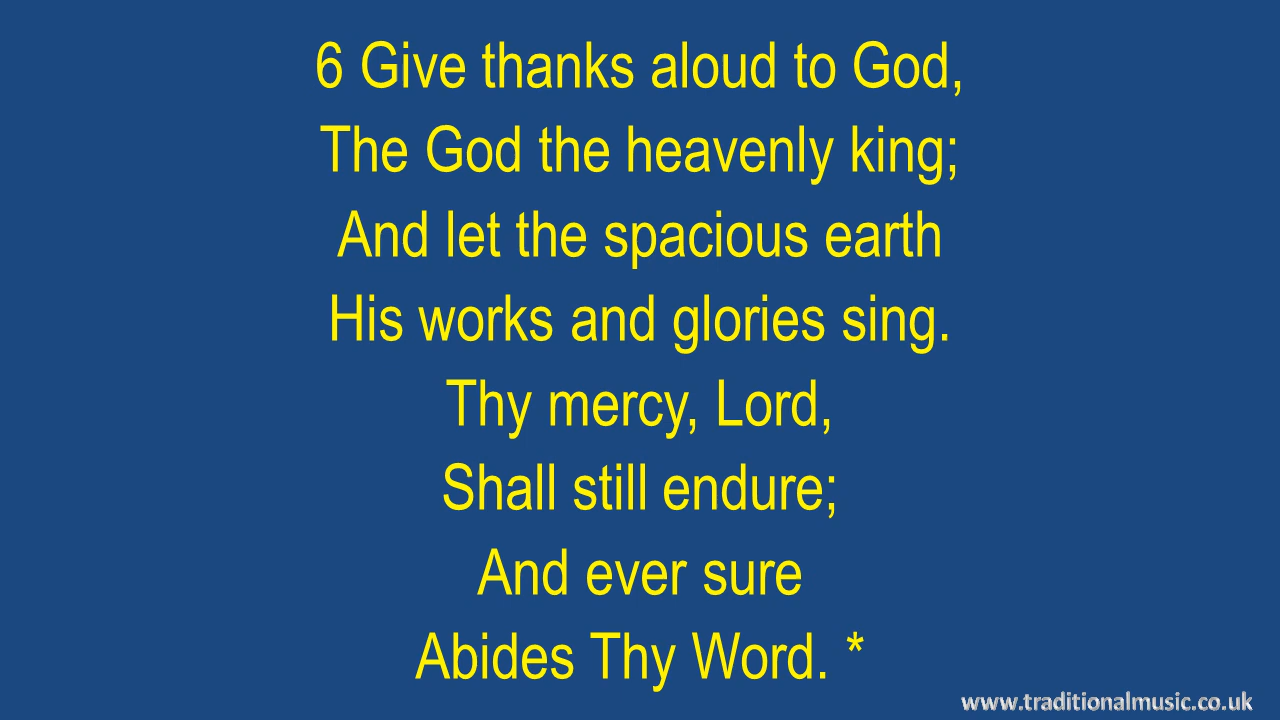 6 Give thanks aloud to God,
The God the heavenly king;
And let the spacious earth
His works and glories sing.
Thy mercy, Lord,
Shall still endure;
And ever sure
Abides Thy Word. *
www.traditionalmusic.co.uk